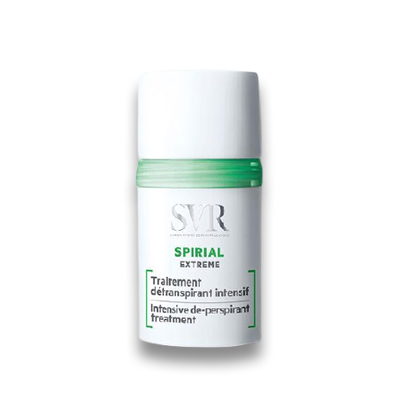 SVR
SPIRIAL
EXTREME
Traitement
détranspirant intensif
Intensive de-perspirant
treatment